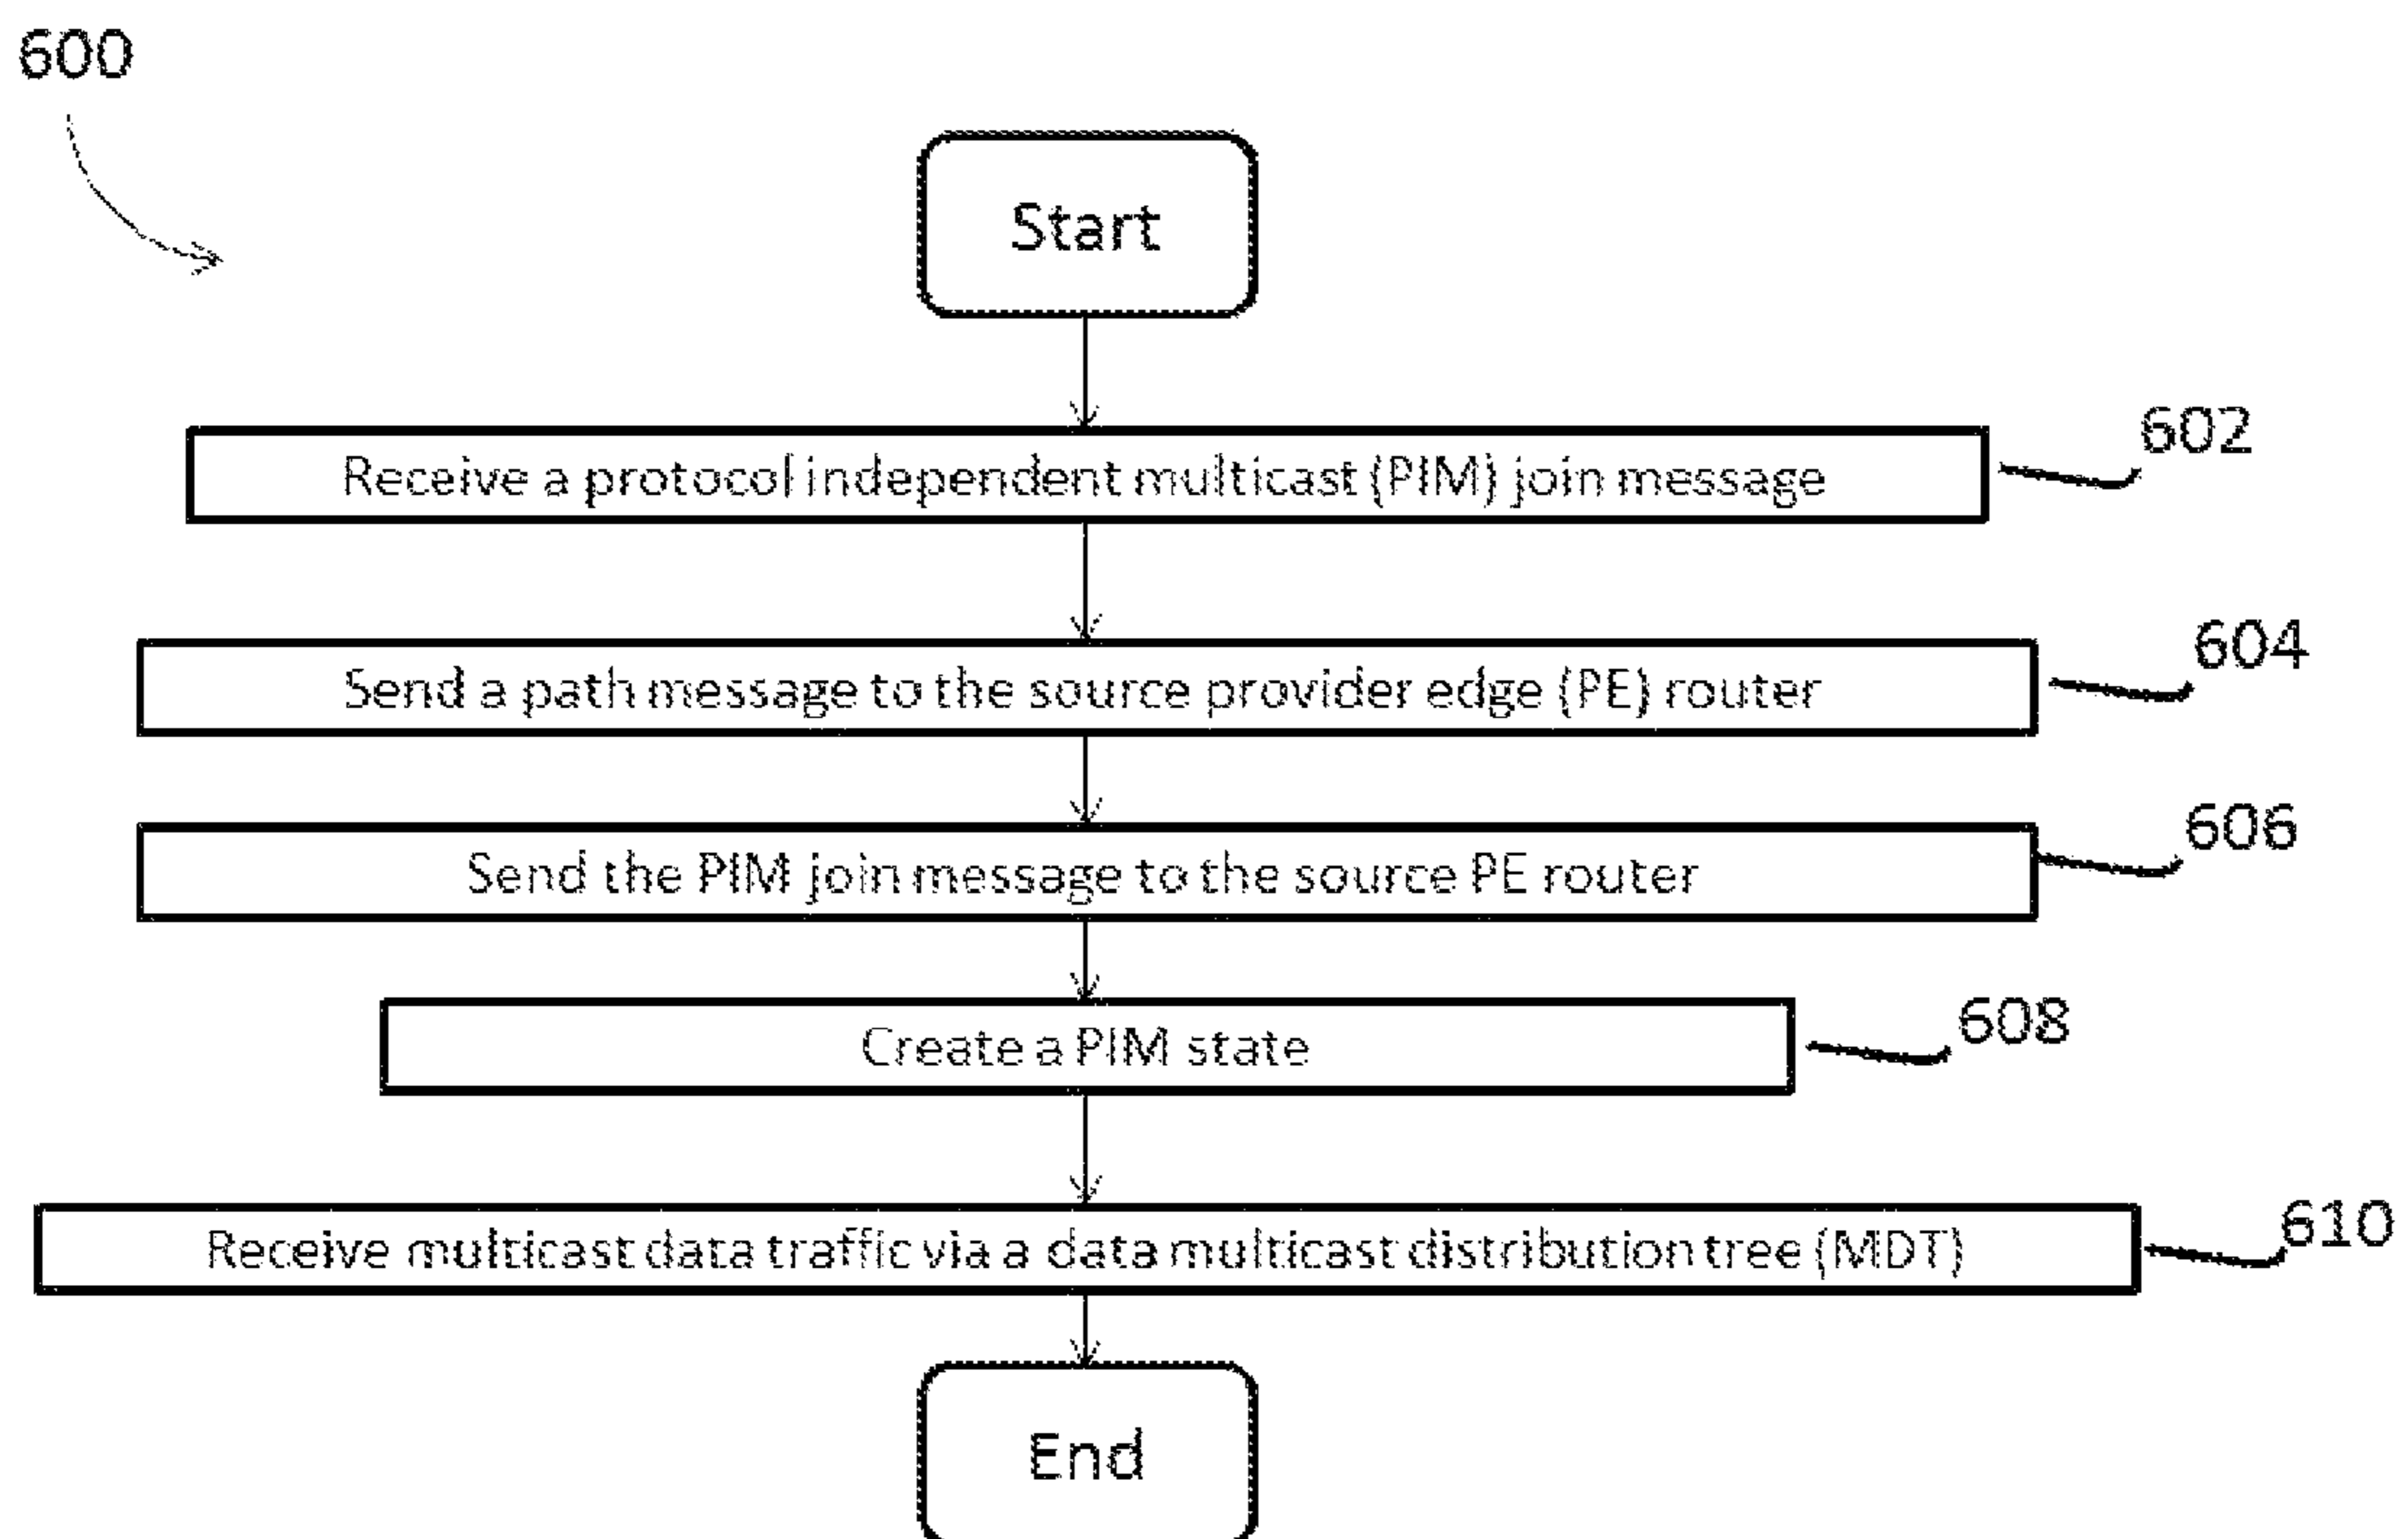 600
Start
Receive a protocol independent multicast (PIM) join message
602
Send a path message to the source provider edge (PE) router
604
Send the PIM join message to the source PE router
606
Create a PIM state
608
Receive multicast data traffic via a data multicast distribution tree (MDT)
610
End